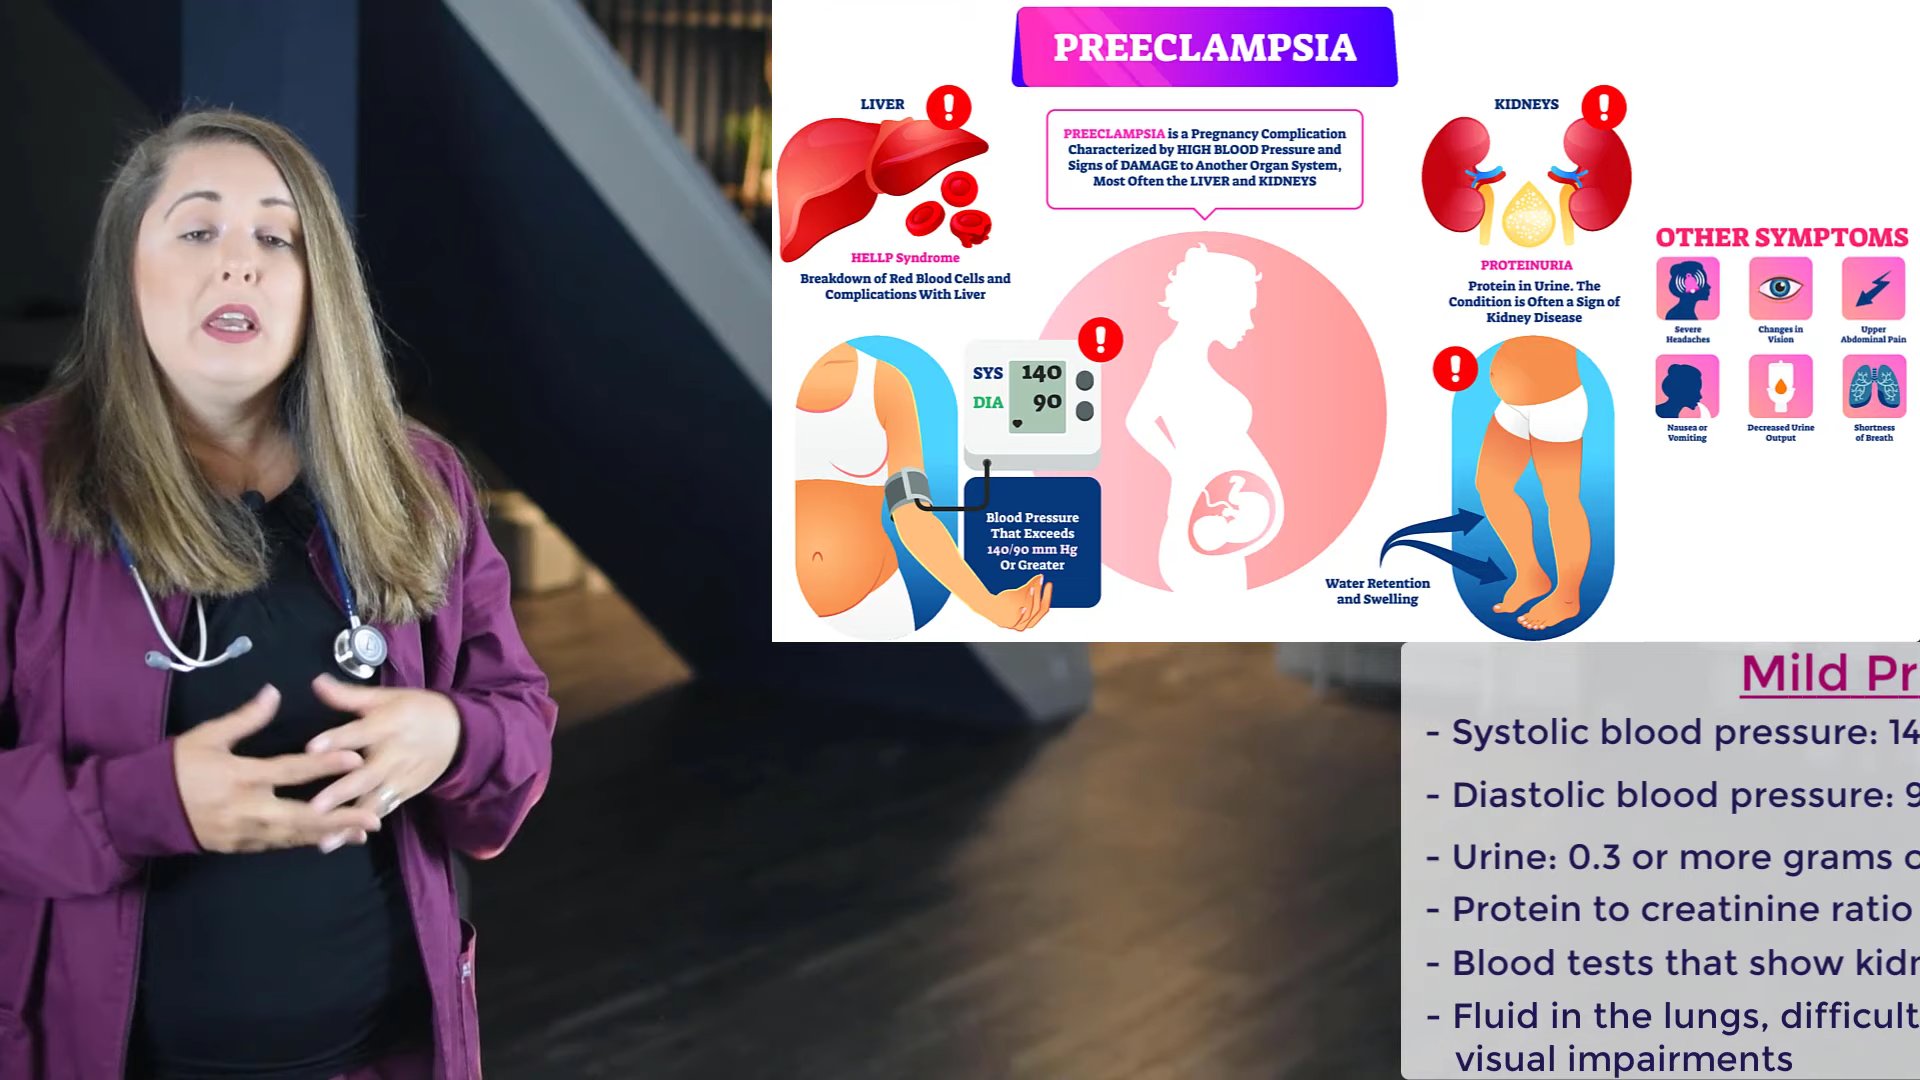 PREECLAMPSIA
LIVER
PREECLAMPSIA is a Pregnancy Complication
Characterized by HIGH BLOOD Pressure and
Signs of DAMAGE to Another Organ System,
Most Often the LIVER and KIDNEYS
KIDNEYS
HELLP Syndrome
Breakdown of Red Blood Cells and
Complications With Liver
PROTEINURIA
Protein in Urine. The
Condition is Often a Sign of
Kidney Disease
OTHER SYMPTOMS
Severe
Headaches
Changes in
Vision
Upper
Abdominal Pain
Nausea or
Vomiting
Decreased Urine
Output
Shortness
of Breath
SYS 140
DIA 90
Blood Pressure
That Exceeds
140/90 mm Hg
Or Greater
Water Retention
and Swelling
Mild Pr
- Systolic blood pressure: 14
- Diastolic blood pressure: 9
- Urine: 0.3 or more grams o
- Protein to creatinine ratio
- Blood tests that show kidn
- Fluid in the lungs, difficult
visual impairments